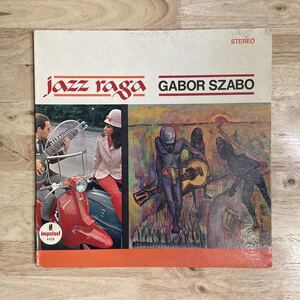 STEREO
jazz raga GABOR SZABO
impulse!